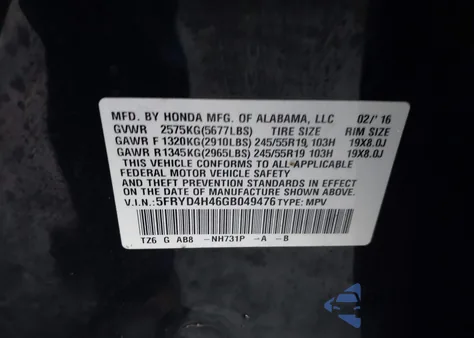 MFD. BY HONDA MFG. OF ALABAMA, LLC 02/'16
GVWR 2575KG(5677LBS) TIRE SIZE RIM SIZE
GAWR F 1320KG(2910LBS) 245/55R19 103H 19X8.0J
GAWR R1345KG(2965LBS) 245/55R19 103H 19X8.0J
THIS VEHICLE CONFORMS TO ALL APPLICABLE
FEDERAL MOTOR VEHICLE SAFETY
AND THEFT PREVENTION STANDARDS IN EFFECT
ON THE DATE OF MANUFACTURE SHOWN ABOVE.
V.I.N.: 5FRYD4H46GB049476 TYPE: MPV
TZ6 G AB8 -NH731P -A -B